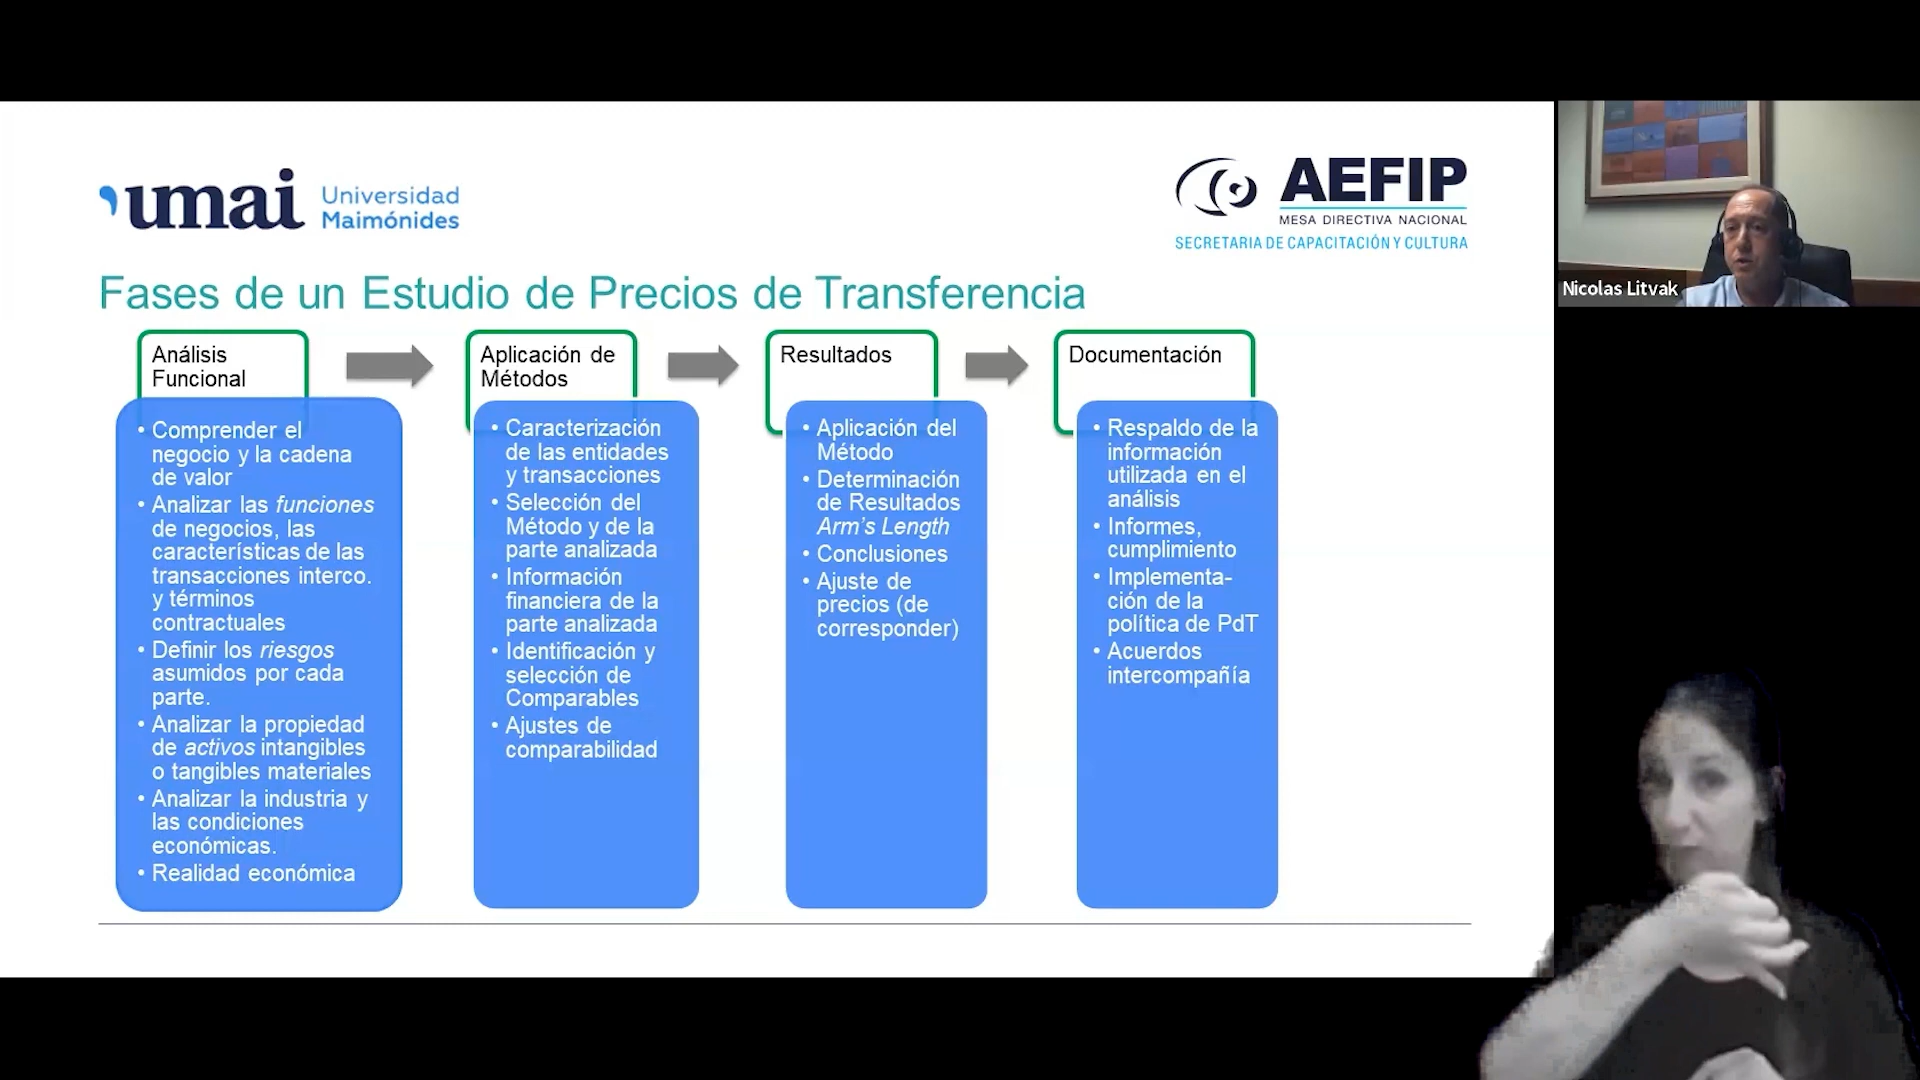 umai Universidad
Maimónides
AEFIP
MESA DIRECTIVA NACIONAL
SECRETARIA DE CAPACITACIÓN Y CULTURA
Nicolas Litvak
Fases de un Estudio de Precios de Transferencia
Análisis
Funcional
• Comprender el
negocio y la cadena
de valor
• Analizar las funciones
de negocios, las
características de las
transacciones interco.
y términos
contractuales
• Definir los riesgos
asumidos por cada
parte.
• Analizar la propiedad
de activos intangibles
o tangibles materiales
• Analizar la industria y
las condiciones
económicas.
• Realidad económica
Aplicación de
Métodos
• Caracterización
de las entidades
y transacciones
• Selección del
Método y de la
parte analizada
• Información
financiera de la
parte analizada
• Identificación y
selección de
Comparables
• Ajustes de
comparabilidad
Resultados
• Aplicación del
Método
• Determinación
de Resultados
Arm's Length
• Conclusiones
• Ajuste de
precios (de
corresponder)
Documentación
• Respaldo de la
información
utilizada en el
análisis
• Informes,
cumplimiento
• Implementa-
ción de la
política de PdT
• Acuerdos
intercompañía